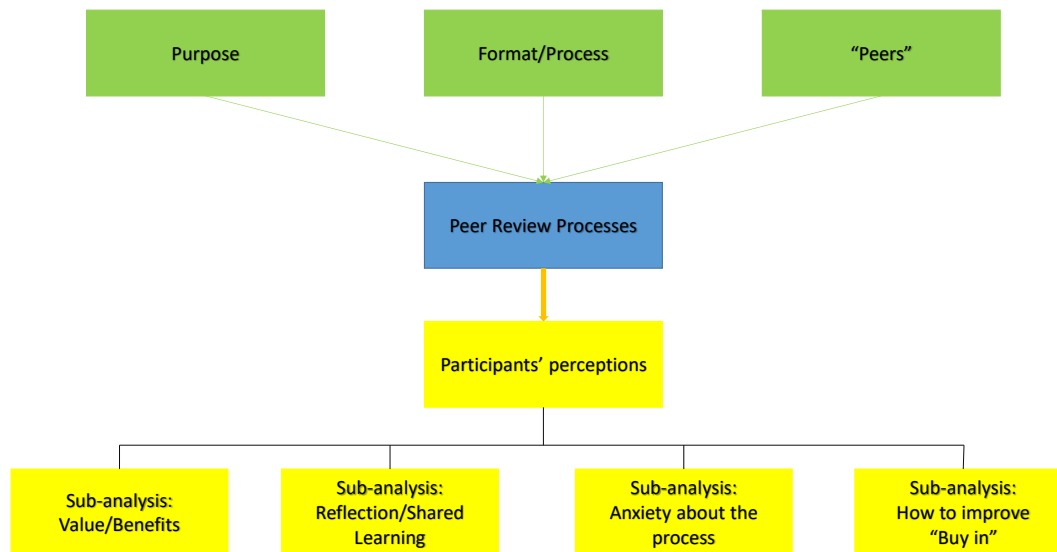 Purpose
Format/Process
“Peers”
Peer Review Processes
Participants’ perceptions
Sub-analysis:
Value/Benefits
Sub-analysis:
Reflection/Shared
Learning
Sub-analysis:
Anxiety about the
process
Sub-analysis:
How to improve
“Buy in”